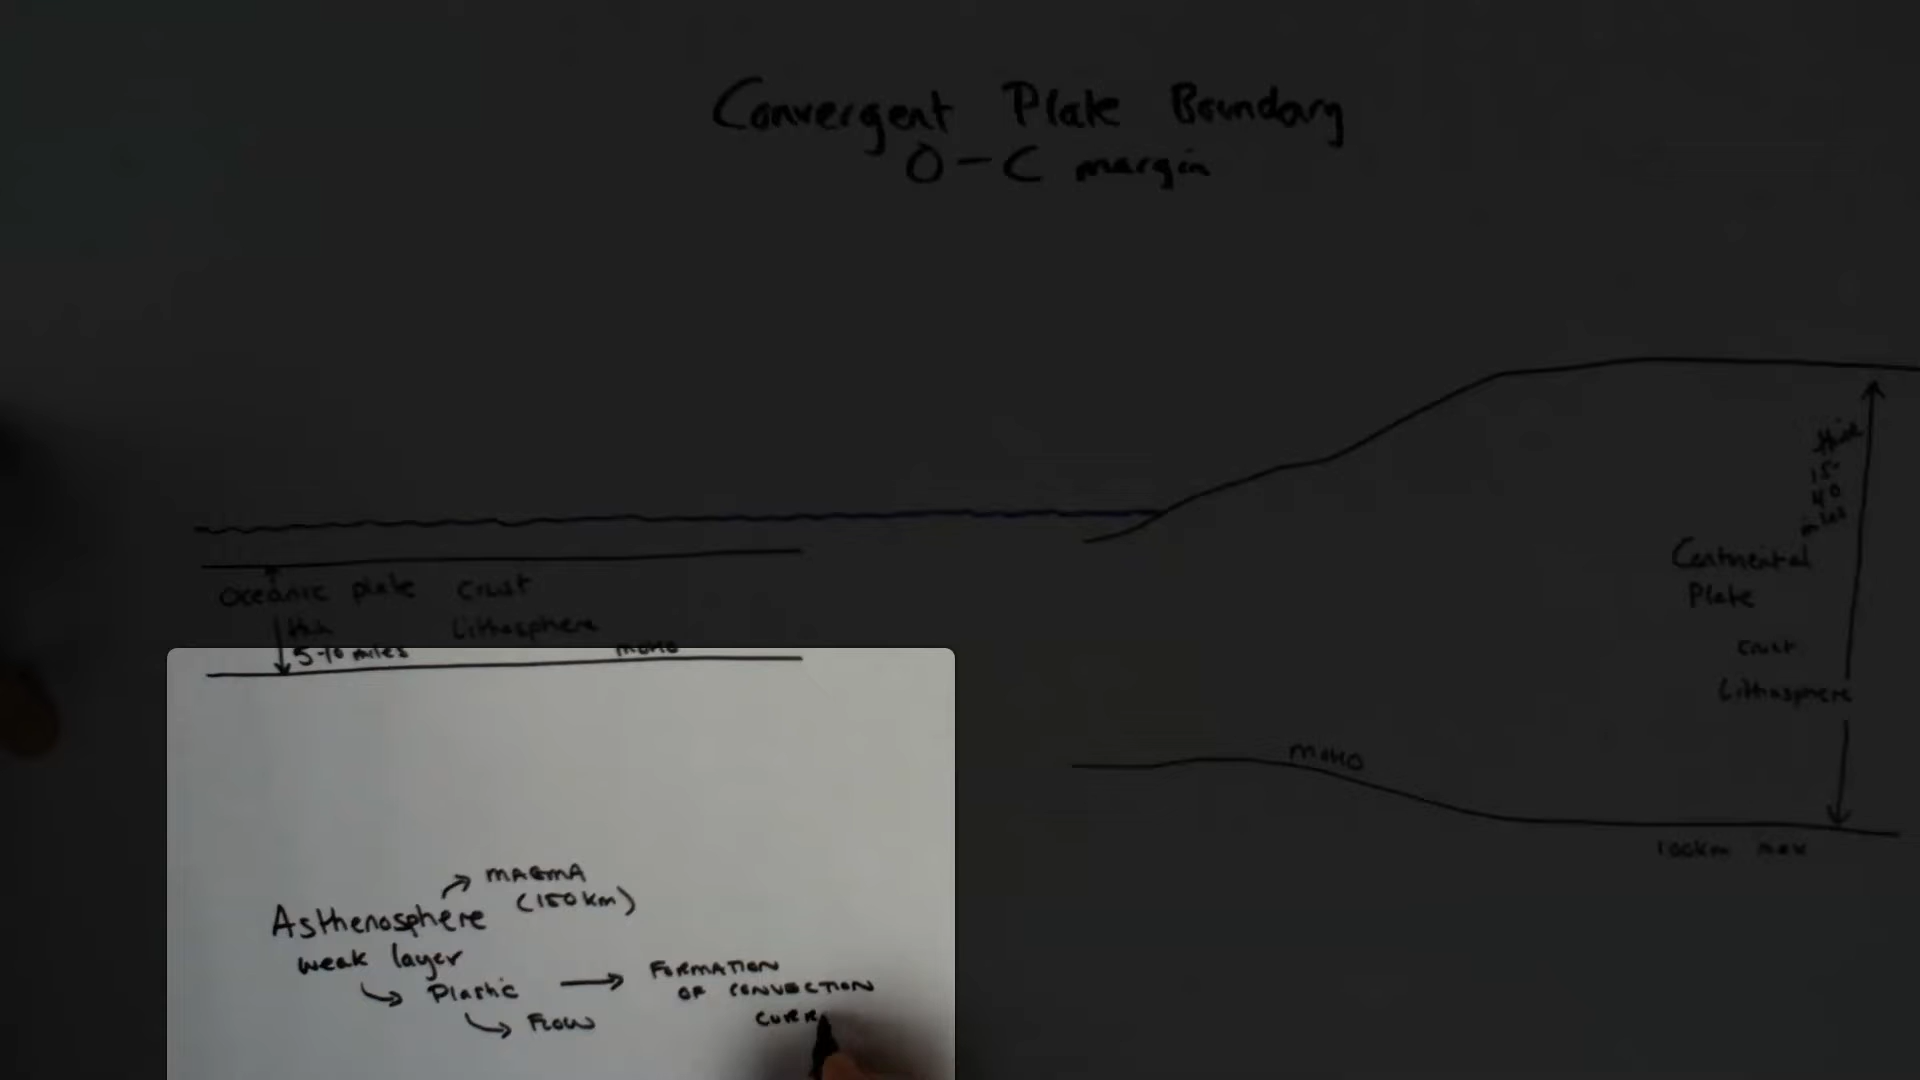 Convergent Plate Boundary
O-C margin
thick
15-
40
miles
Oceanic plate crust
thin Lithosphere
5-10 miles MOHO
Continental
Plate
crust
Lithosphere
MOHO
100km max
MAGMA
(150km)
Asthenosphere
weak layer
Plastic
FLOW
FORMATION
OF CONVECTION
CURR